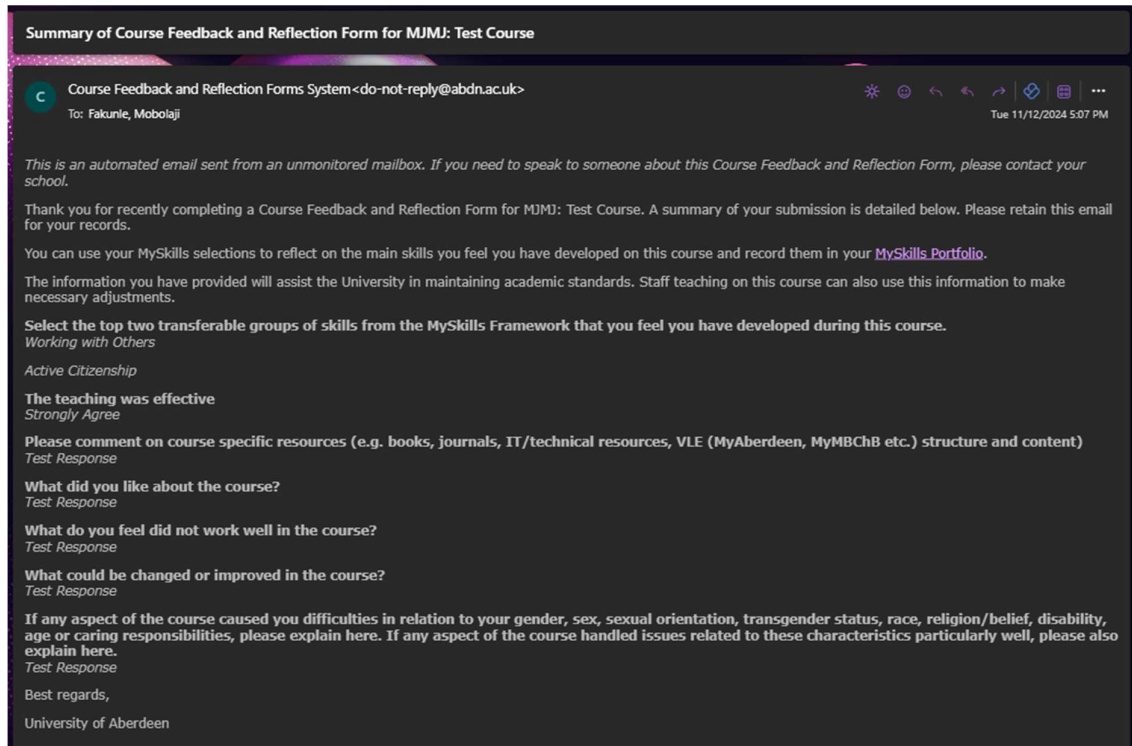 Summary of Course Feedback and Reflection Form for MJMJ: Test Course
C
Course Feedback and Reflection Forms System<do-not-reply@abdn.ac.uk>
To: Fakunle, Mobolaji
Tue 11/12/2024 5:07 PM
This is an automated email sent from an unmonitored mailbox. If you need to speak to someone about this Course Feedback and Reflection Form, please contact your
school.
Thank you for recently completing a Course Feedback and Reflection Form for MJMJ: Test Course. A summary of your submission is detailed below. Please retain this email
for your records.
You can use your MySkills selections to reflect on the main skills you feel you have developed on this course and record them in your MySkills Portfolio.
The information you have provided will assist the University in maintaining academic standards. Staff teaching on this course can also use this information to make
necessary adjustments.
Select the top two transferable groups of skills from the MySkills Framework that you feel you have developed during this course.
Working with Others
Active Citizenship
The teaching was effective
Strongly Agree
Please comment on course specific resources (e.g. books, journals, IT/technical resources, VLE (MyAberdeen, MyMBChB etc.) structure and content)
Test Response
What did you like about the course?
Test Response
What do you feel did not work well in the course?
Test Response
What could be changed or improved in the course?
Test Response
If any aspect of the course caused you difficulties in relation to your gender, sex, sexual orientation, transgender status, race, religion/belief, disability,
age or caring responsibilities, please explain here. If any aspect of the course handled issues related to these characteristics particularly well, please also
explain here.
Test Response
Best regards,
University of Aberdeen